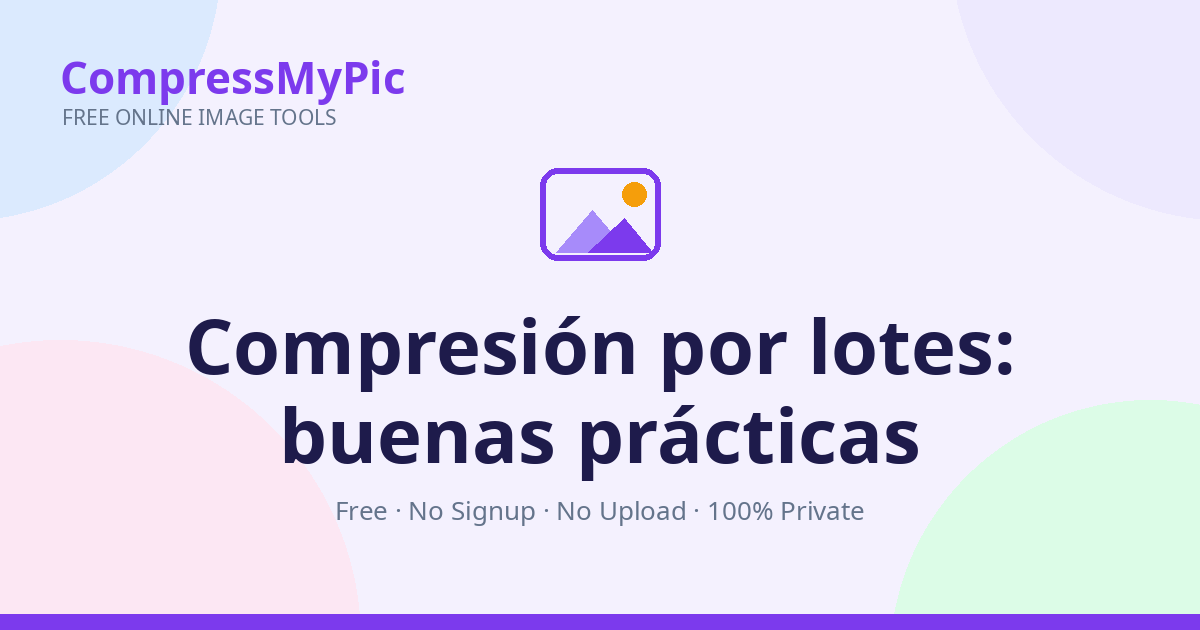 CompressMyPic
FREE ONLINE IMAGE TOOLS
Compresión por lotes:
buenas prácticas
Free · No Signup · No Upload · 100% Private